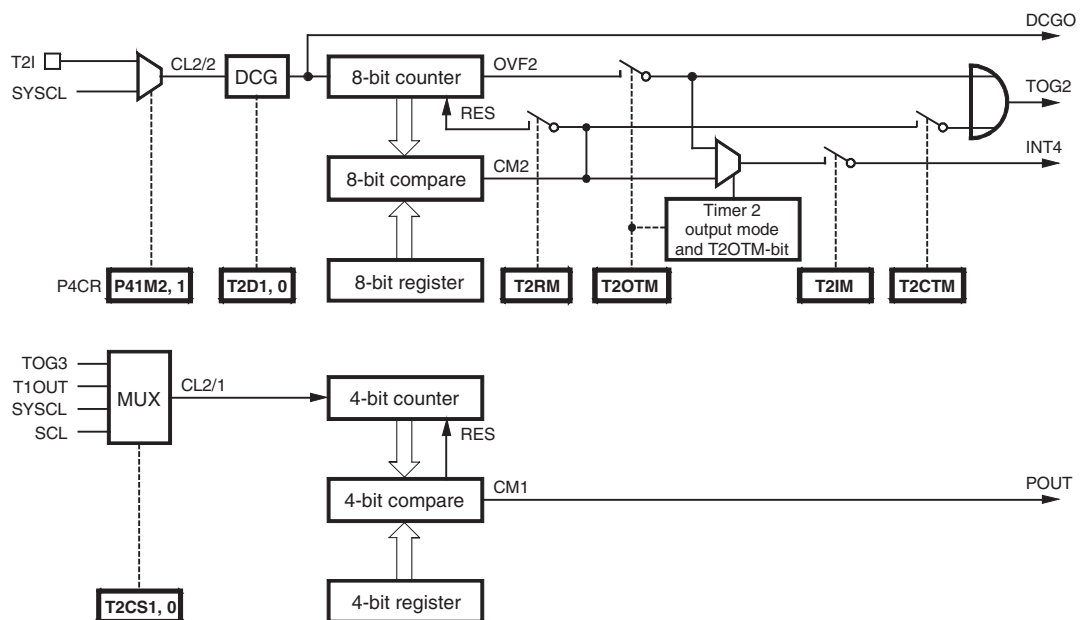 DCGO
T2I
CL2/2
DCG
8-bit counter
OVF2
TOG2
SYSCL
RES
INT4
8-bit compare
CM2
Timer 2
output mode
and T2OTM-bit
P4CR
P41M2, 1
T2D1, 0
8-bit register
T2RM
T2OTM
T2IM
T2CTM
TOG3
T1OUT
SYSCL
SCL
MUX
CL2/1
4-bit counter
RES
4-bit compare
CM1
POUT
T2CS1, 0
4-bit register